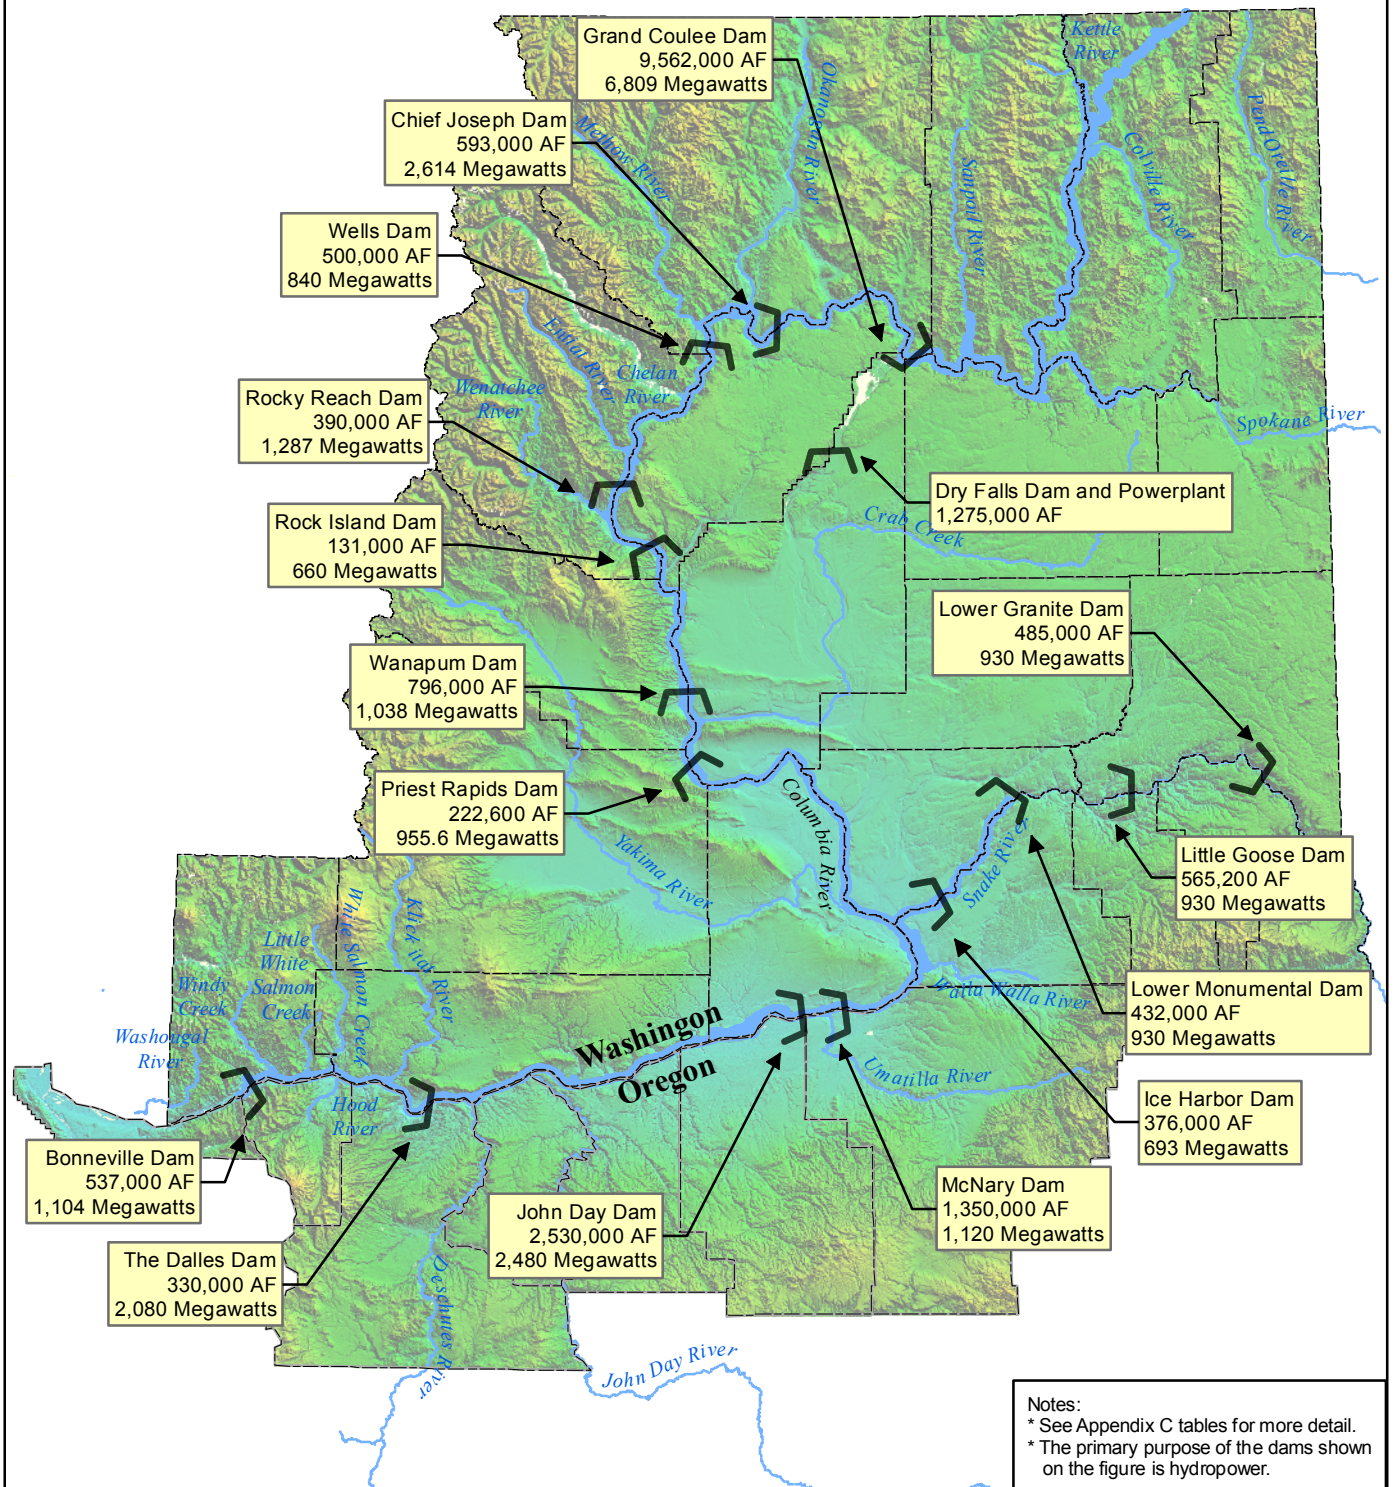 Grand Coulee Dam
9,562,000 AF
6,809 Megawatts
Kettle
River
Okanogan River
Pend Oreille River
Chief Joseph Dam
593,000 AF
2,614 Megawatts
Methow River
Colville River
Sanpoil River
Wells Dam
500,000 AF
840 Megawatts
Entiat River
Chelan
River
Wenatchee
River
Rocky Reach Dam
390,000 AF
1,287 Megawatts
Spokane River
Dry Falls Dam and Powerplant
1,275,000 AF
Crab Creek
Rock Island Dam
131,000 AF
660 Megawatts
Lower Granite Dam
485,000 AF
930 Megawatts
Wanapum Dam
796,000 AF
1,038 Megawatts
Priest Rapids Dam
222,600 AF
955.6 Megawatts
Columbia River
Yakima River
Snake River
Little Goose Dam
565,200 AF
930 Megawatts
White Salmon Creek
Klickitat River
Little
White
Salmon
Creek
Windy
Creek
Washougal
River
Walla Walla River
Lower Monumental Dam
432,000 AF
930 Megawatts
Washingon
Oregon
Umatilla River
Hood
River
Ice Harbor Dam
376,000 AF
693 Megawatts
Bonneville Dam
537,000 AF
1,104 Megawatts
McNary Dam
1,350,000 AF
1,120 Megawatts
John Day Dam
2,530,000 AF
2,480 Megawatts
The Dalles Dam
330,000 AF
2,080 Megawatts
Deschutes River
John Day River
Notes:
* See Appendix C tables for more detail.
* The primary purpose of the dams shown
on the figure is hydropower.